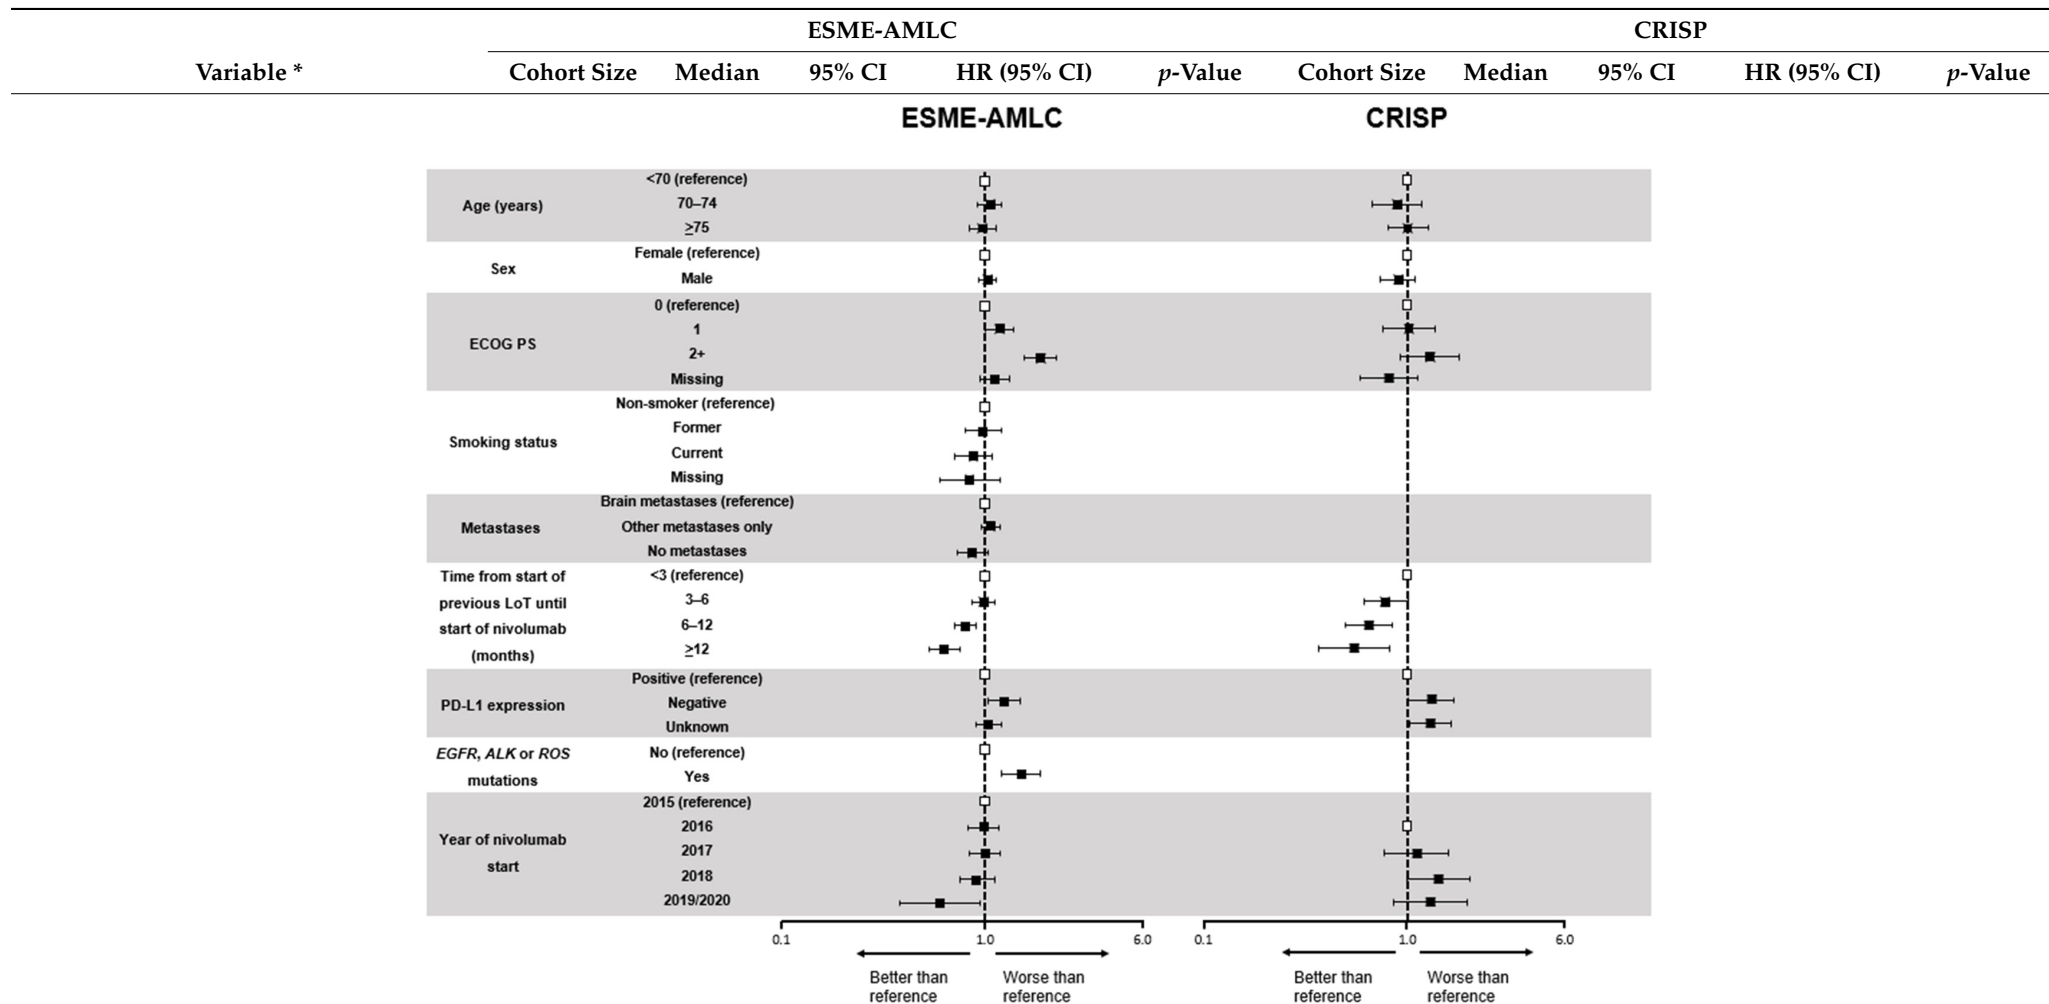 ESME-AMLC CRISP
Variable * Cohort Size Median 95% CI HR (95% CI) p-Value Cohort Size Median 95% CI HR (95% CI) p-Value
ESME-AMLC CRISP
<70 (reference)
Age (years) 70–74
≥75
Female (reference)
Sex
Male
0 (reference)
1
ECOG PS
2+
Missing
Non-smoker (reference)
Former
Smoking status
Current
Missing
Brain metastases (reference)
Metastases Other metastases only
No metastases
Time from start of <3 (reference)
previous LoT until 3–6
start of nivolumab 6–12
(months) ≥12
Positive (reference)
PD-L1 expression Negative
Unknown
EGFR, ALK or ROS No (reference)
mutations Yes
2015 (reference)
2016
Year of nivolumab
2017
start
2018
2019/2020
0.1 1.0 6.0 0.1 1.0 6.0
Better than Worse than Better than Worse than
reference reference reference reference